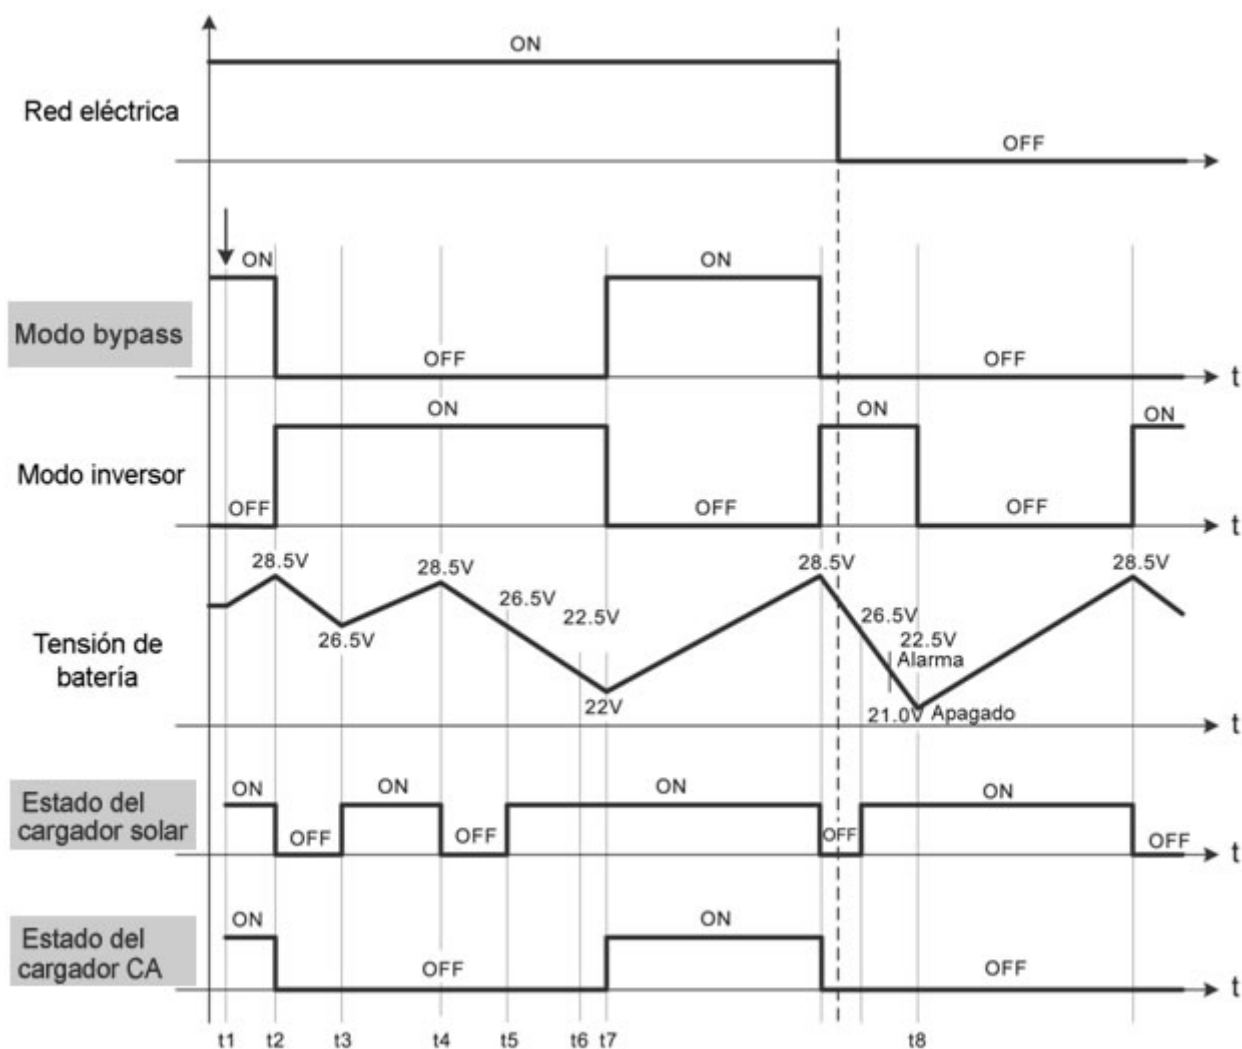 ON
Red eléctrica
OFF
ON
ON
Modo bypass
OFF
OFF
t
ON
ON
ON
Modo inversor
OFF
OFF
OFF
t
28.5V
28.5V
28.5V
28.5V
26.5V
26.5V
22.5V
22.5V
26.5V
Tensión de
batería
Alarma
22V
21.0V Apagado
t
ON
ON
ON
ON
Estado del
cargador solar
OFF
OFF
OFF
OFF
t
ON
ON
Estado del
cargador CA
OFF
OFF
t
t1 t2 t3 t4 t5 t6 t7 t8